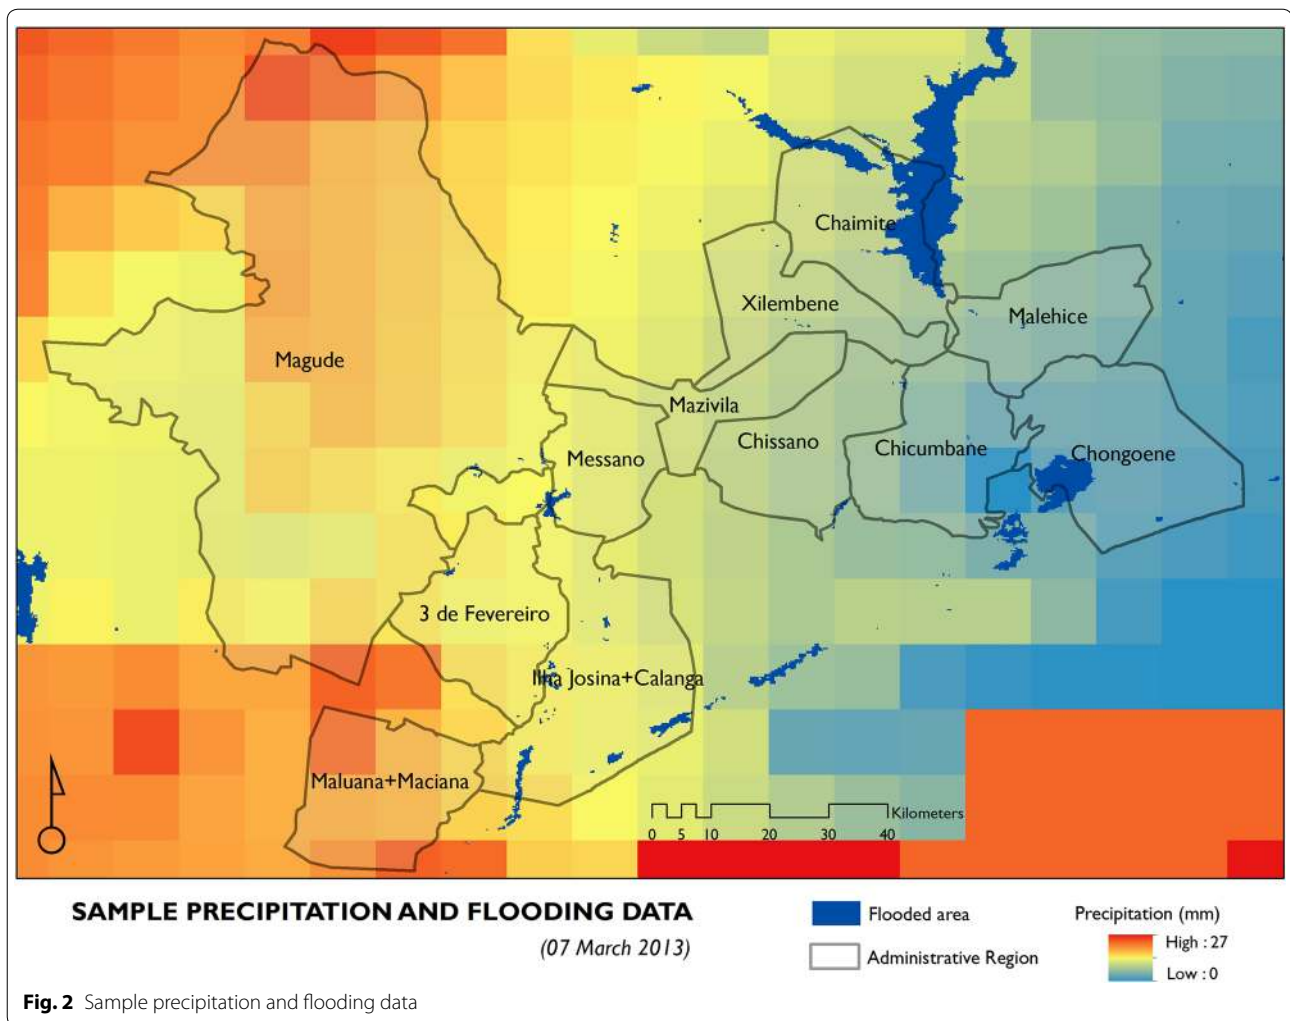 Chaimite
Xilembene
Malehice
Magude
Mazivila
Chissano
Chicumbane
Chongoene
Messano
3 de Fevereiro
Ilha Josina+Calanga
Maluana+Maciana
Kilometers
0 5 10 20 30 40
SAMPLE PRECIPITATION AND FLOODING DATA
(07 March 2013)
Flooded area
Administrative Region
Precipitation (mm)
High : 27
Low : 0
Fig. 2 Sample precipitation and flooding data